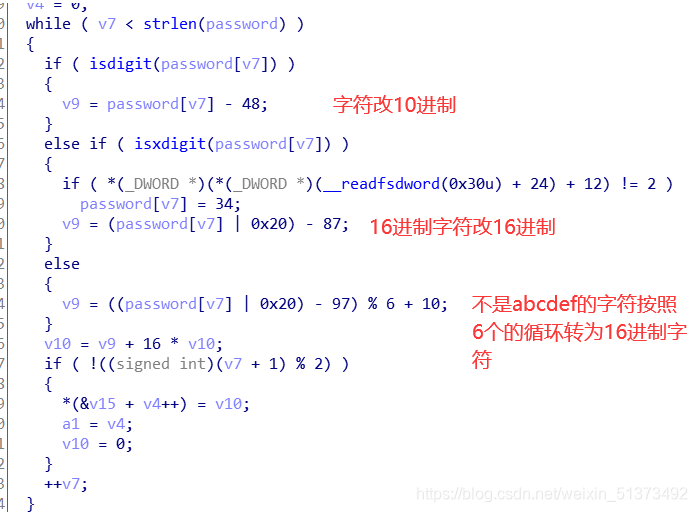 v4 = 0;
while ( v7 < strlen(password) )
{
if ( isdigit(password[v7]) )
{
v9 = password[v7] - 48; 字符改10进制
}
else if ( isxdigit(password[v7]) )
{
if ( *(_DWORD *)(*(_DWORD *)(__readfsdword(0x30u) + 24) + 12) != 2 )
password[v7] = 34;
v9 = (password[v7] | 0x20) - 87; 16进制字符改16进制
}
else
{
v9 = ((password[v7] | 0x20) - 97) % 6 + 10; 不是abcdef的字符按照
6个的循环转为16进制字
符
}
v10 = v9 + 16 * v10;
if ( !((signed int)(v7 + 1) % 2) )
{
*(&v15 + v4++) = v10;
a1 = v4;
v10 = 0;
}
++v7;
}
https://blog.csdn.net/weixin_51373492